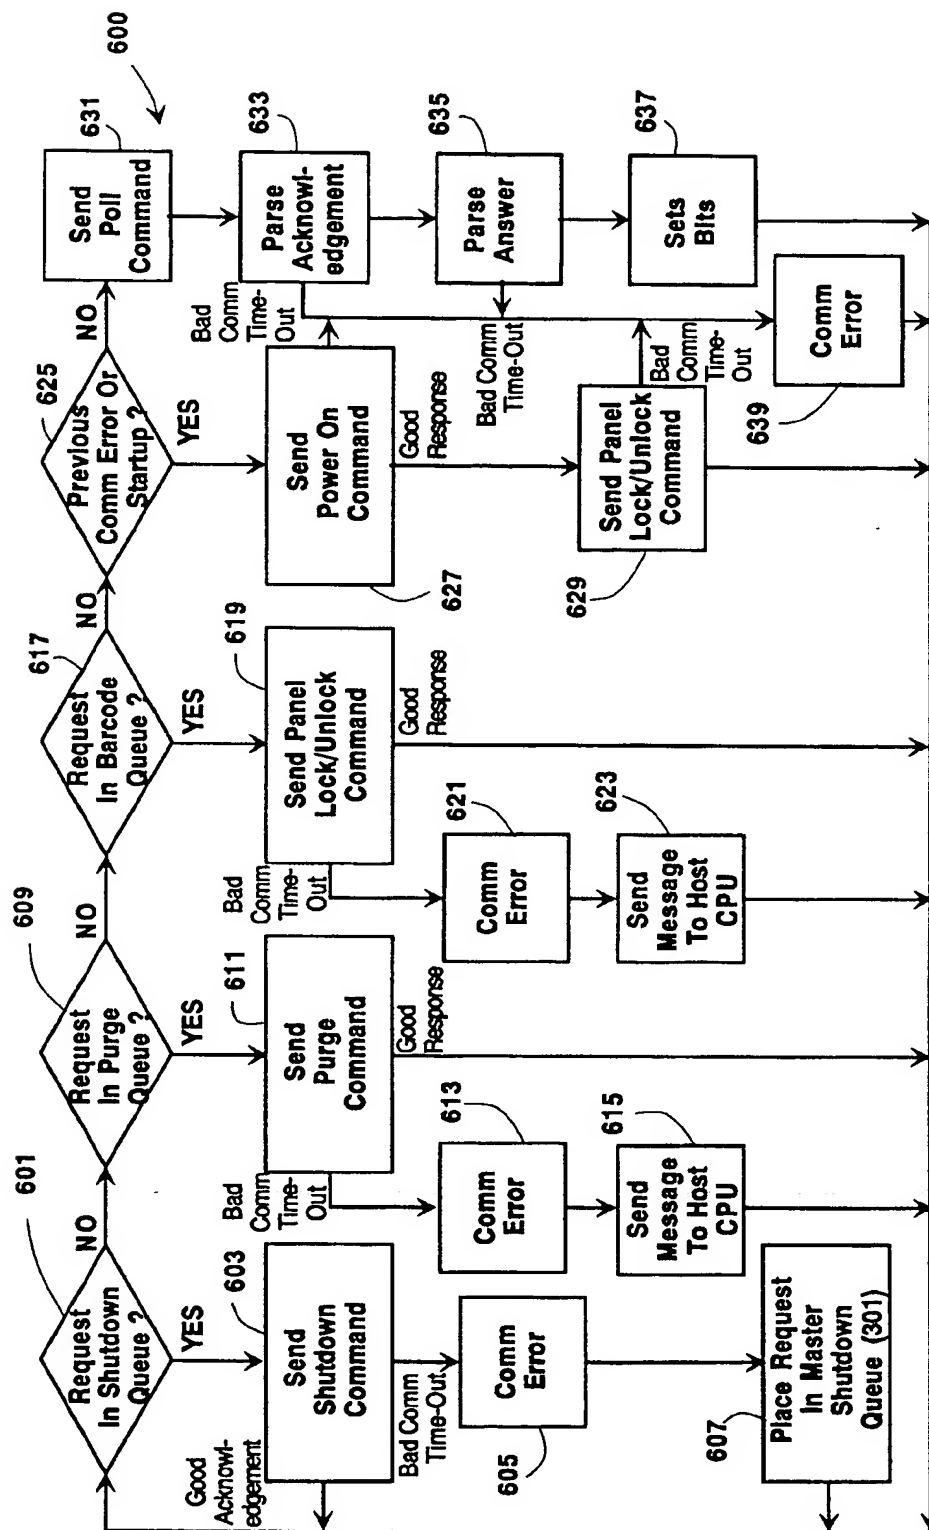 600
601
Request
In Shutdown
Queue ?
NO
YES
603
Send
Shutdown
Command
Good
Acknowl-
edgement
Bad Comm
Time-Out
Comm
Error
605
607
Place Request
In Master
Shutdown
Queue (301)
609
Request
In Purge
Queue ?
NO
YES
611
Send
Purge
Command
Bad
Comm
Time-
Out
Good
Response
613
Comm
Error
615
Send
Message
To Host
CPU
617
Request
In Barcode
Queue ?
NO
YES
619
Send Panel
Lock/Unlock
Command
Bad
Comm
Time-
Out
Good
Response
621
Comm
Error
623
Send
Message
To Host
CPU
625
Previous
Comm Error Or
Startup ?
NO
YES
Send
Power On
Command
627
Good
Response
Send Panel
Lock/Unlock
Command
629
Bad
Comm
Time-
Out
631
Send
Poll
Command
633
Parse
Acknowl-
edgement
Bad
Comm
Time-
Out
635
Parse
Answer
Bad Comm
Time-Out
637
Sets
Bits
Comm
Error
639